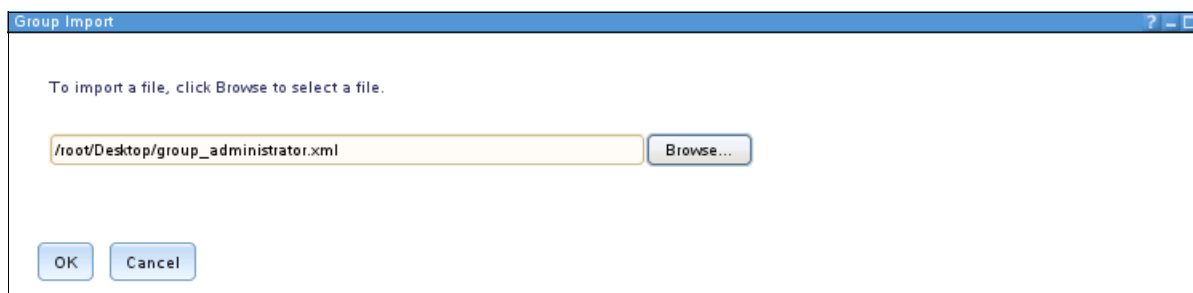 Group Import
?
To import a file, click Browse to select a file.
/root/Desktop/group_administrator.xml Browse...
OK Cancel